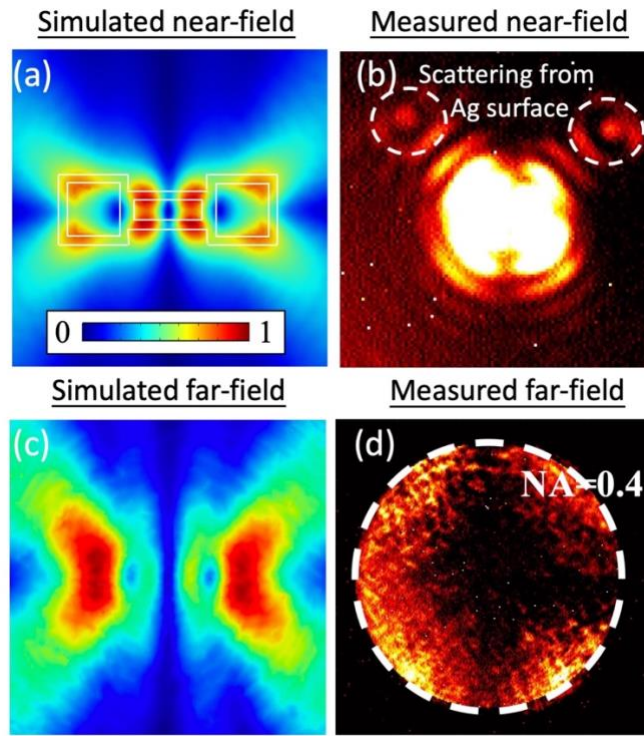 Simulated near-field
Measured near-field
(a)
(b)
Scattering from
Ag surface
0
1
Simulated far-field
Measured far-field
(c)
(d)
NA=0.4